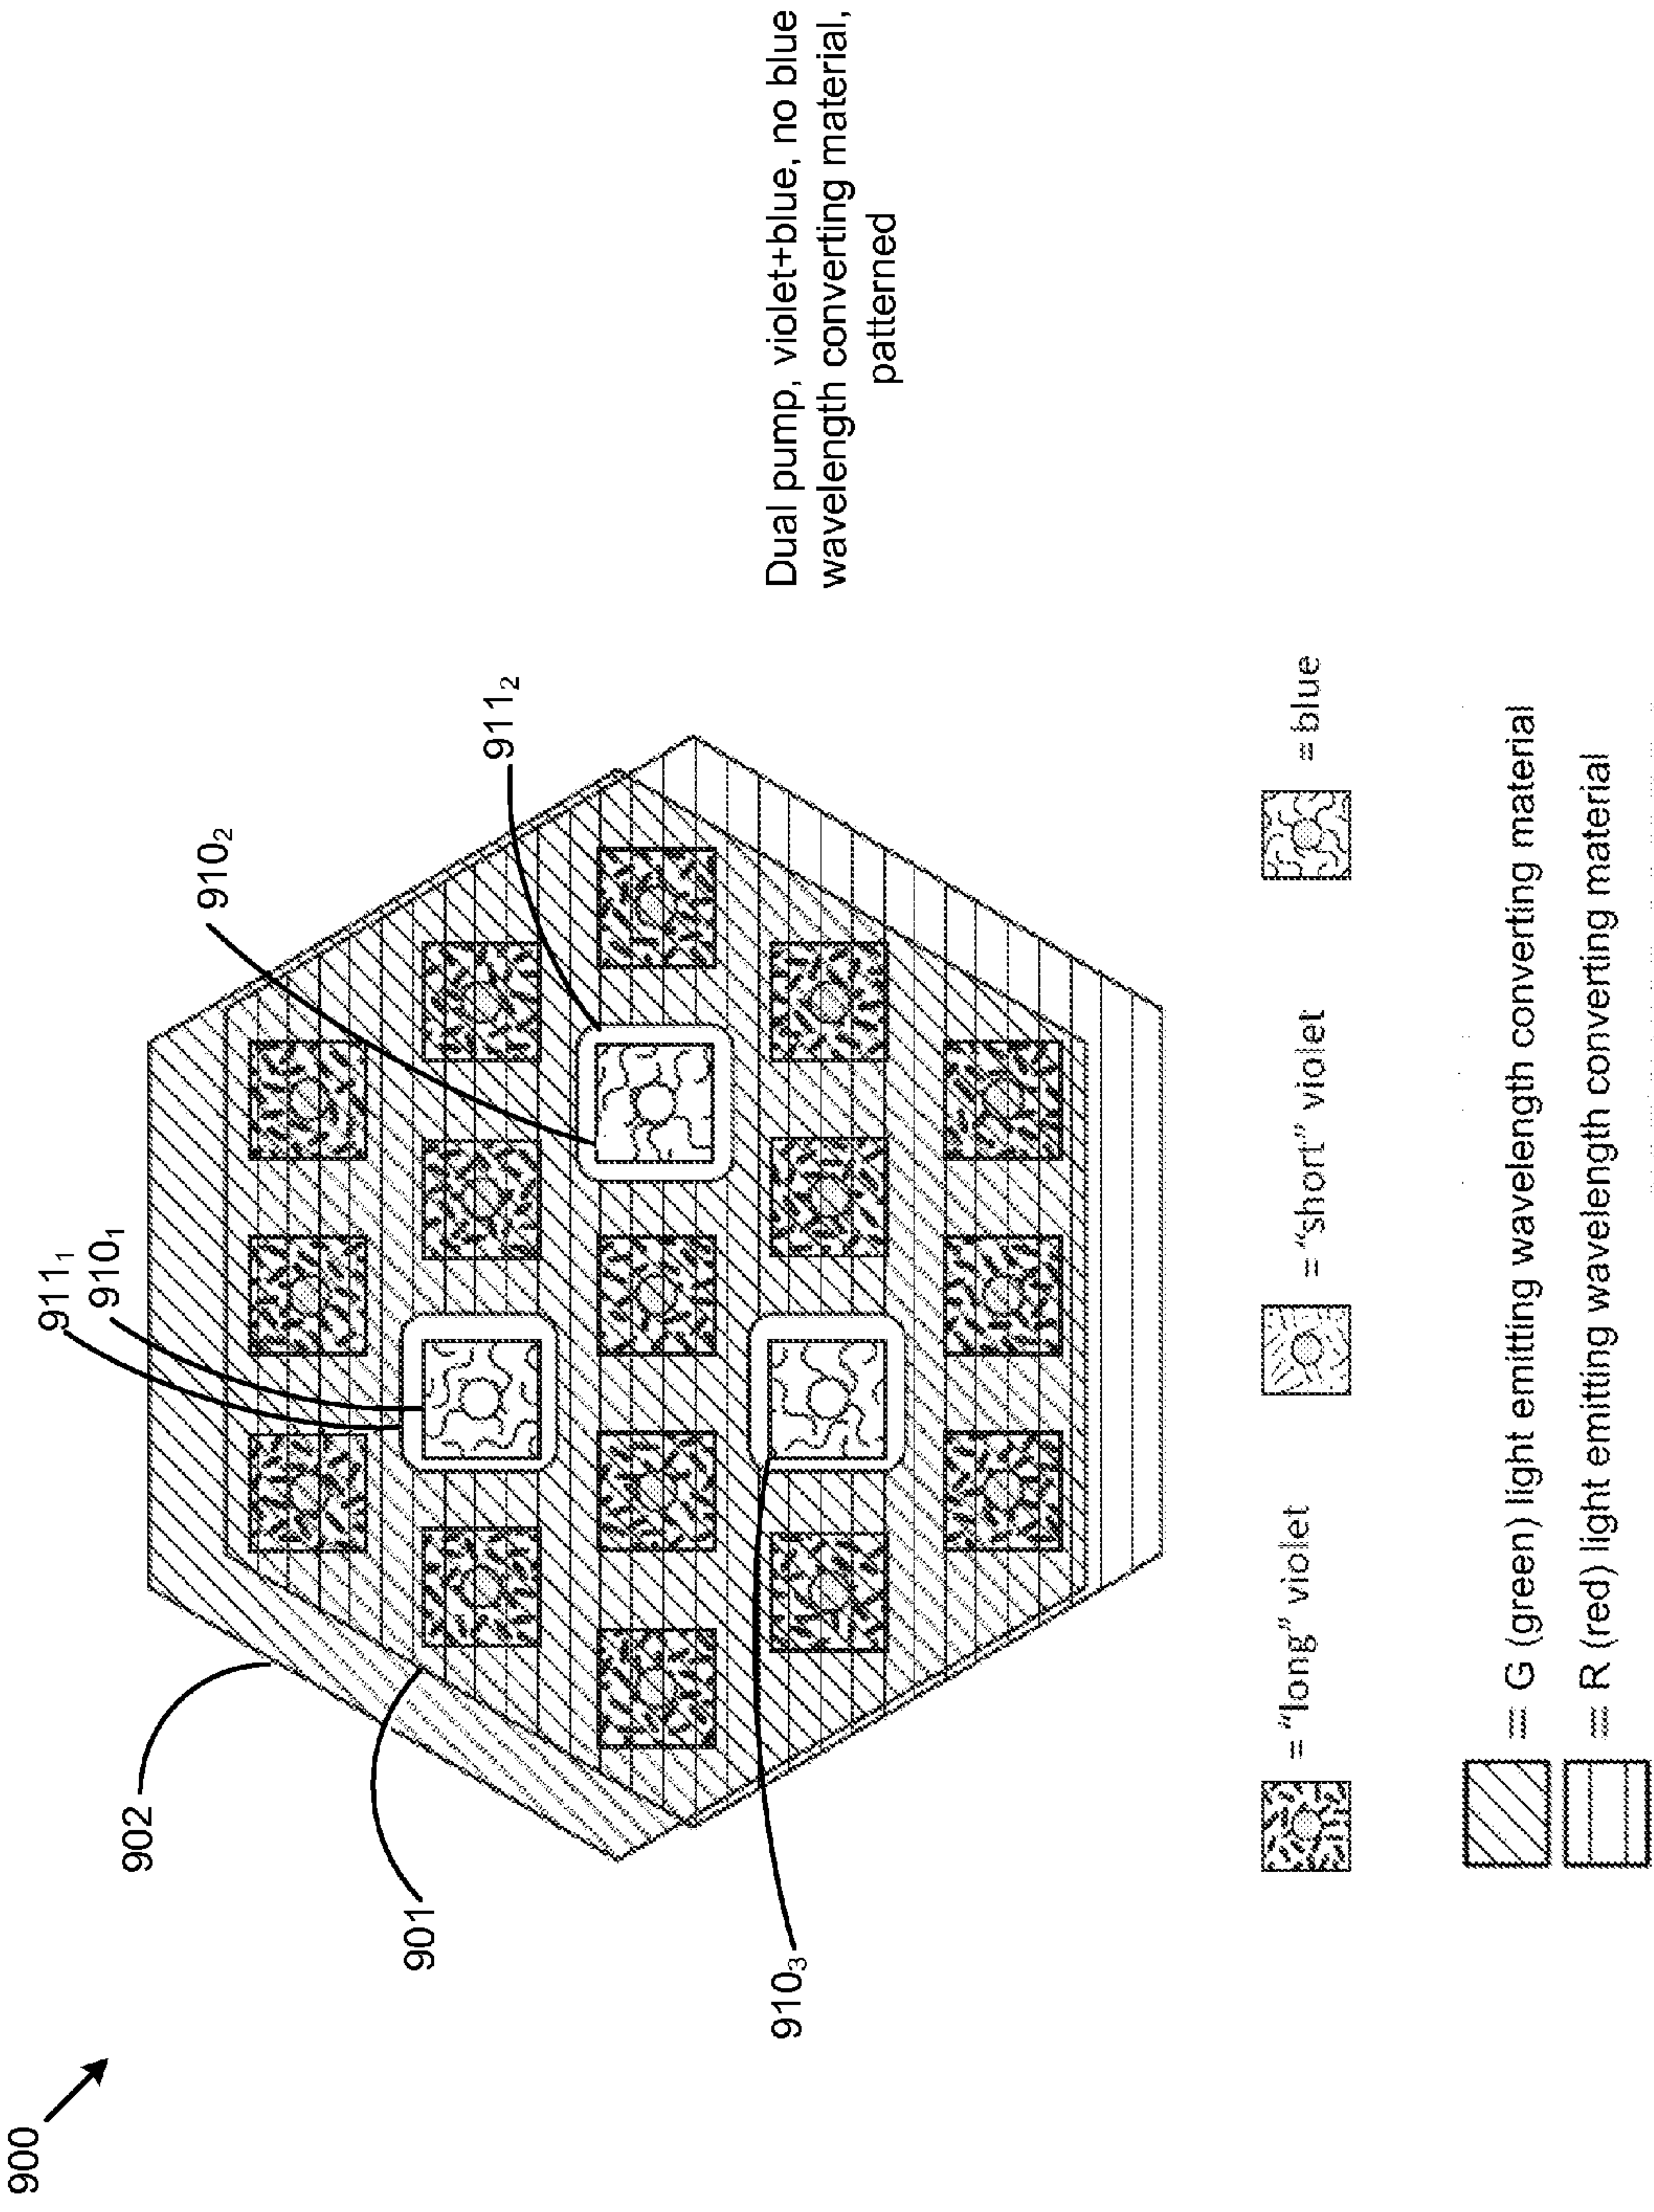 900
902
901
911₁
910₁
910₂
911₂
910₃
Dual pump, violet+blue, no blue
wavelength converting material,
patterned
= "long" violet
= "short" violet
= blue
= G (green) light emitting wavelength converting material
= R (red) light emitting wavelength converting material